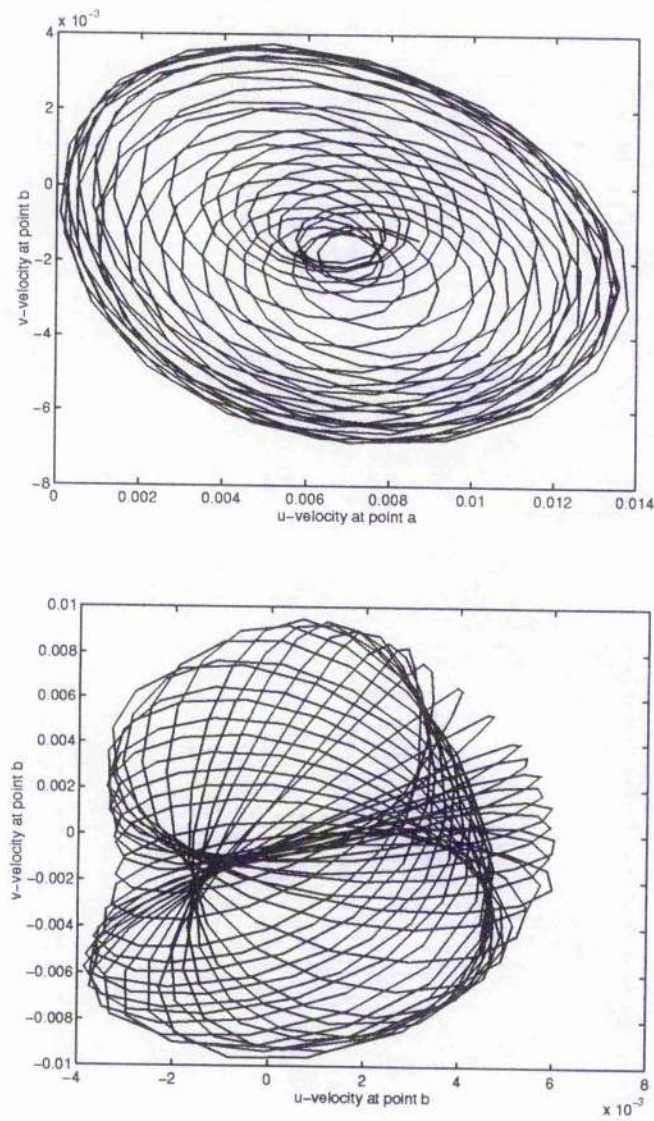 x 10⁻³
4
2
0
−2
−4
−6
−8
v−velocity at point b
0 0.002 0.004 0.006 0.008 0.01 0.012 0.014
u−velocity at point a
0.01
0.008
0.006
0.004
0.002
0
−0.002
−0.004
−0.006
−0.008
−0.01
v−velocity at point b
−4 −2 0 2 4 6 8
u−velocity at point b
x 10⁻³